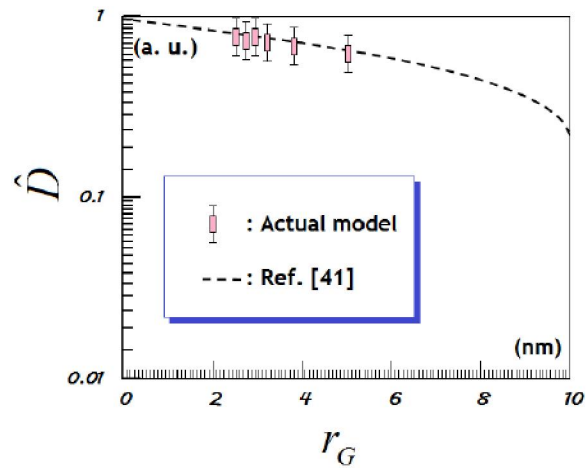 1
(a. u.)
D̂
0.1
: Actual model
: Ref. [41]
(nm)
0.01
0 2 4 6 8 10
r_G